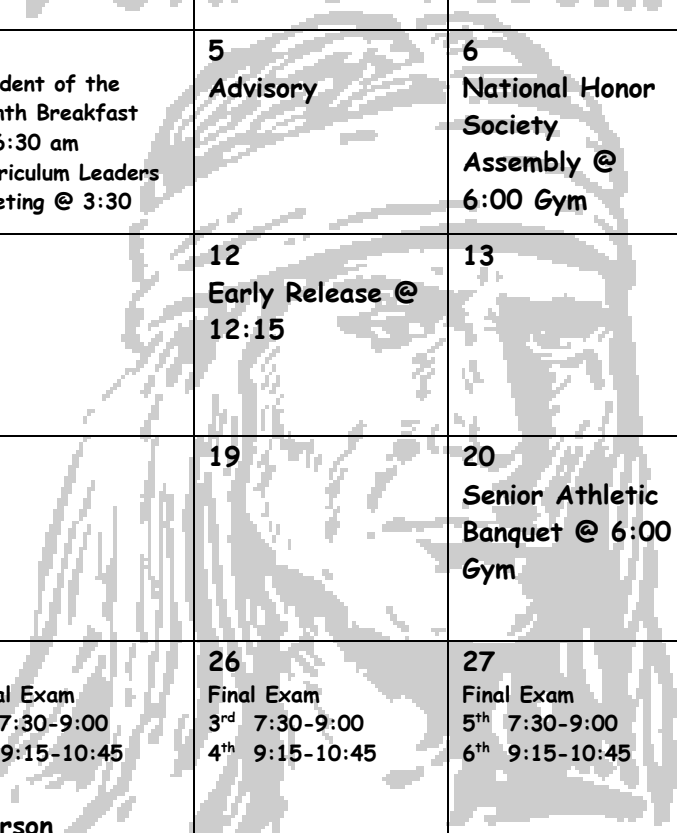 dent of the
nth Breakfast
6:30 am
riculum Leaders
eting @ 3:30
5
Advisory
6
National Honor
Society
Assembly @
6:00 Gym
12
Early Release @
12:15
13
19
20
Senior Athletic
Banquet @ 6:00
Gym
al Exam
7:30-9:00
9:15-10:45
erson
26
Final Exam
3rd 7:30-9:00
4th 9:15-10:45
27
Final Exam
5th 7:30-9:00
6th 9:15-10:45